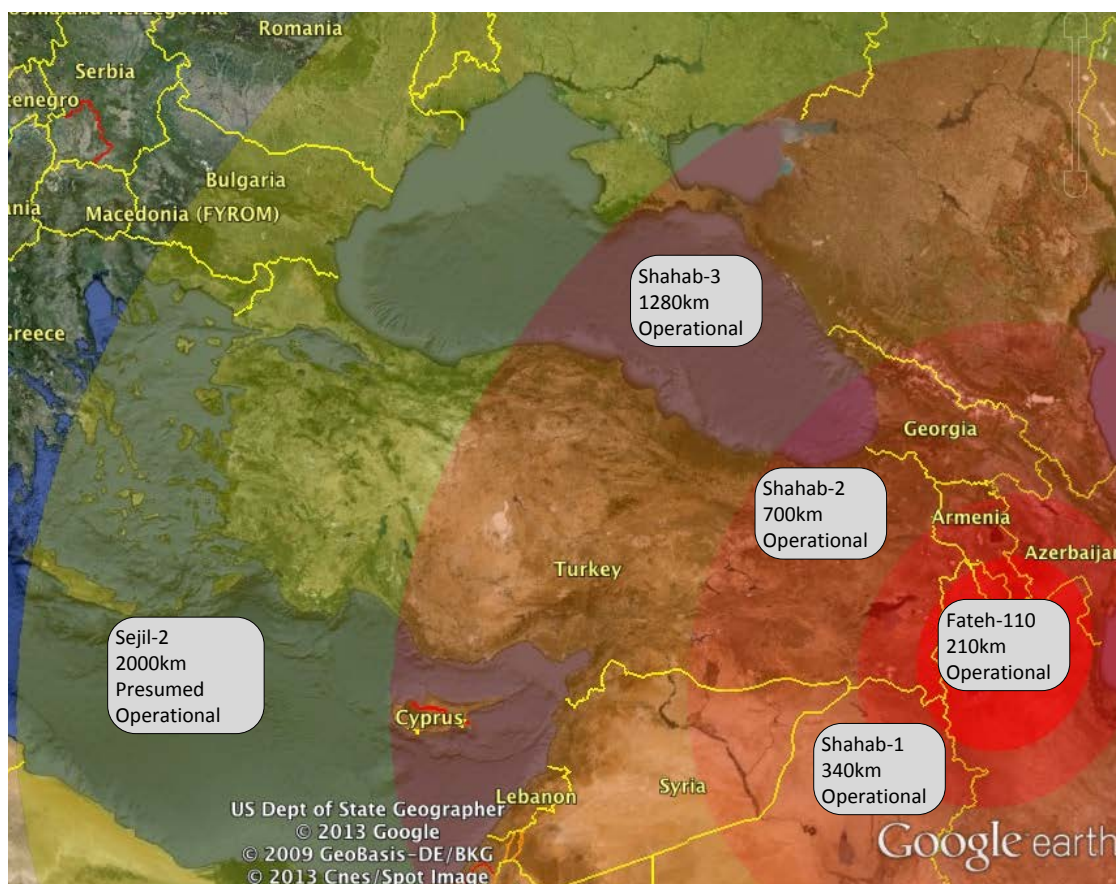 Romania
Serbia
tenegro
Bulgaria
ania
Macedonia (FYROM)
Greece
Shahab-3
1280km
Operational
Georgia
Shahab-2
700km
Operational
Armenia
Azerbaijan
Turkey
Fateh-110
210km
Operational
Sejil-2
2000km
Presumed
Operational
Cyprus
Shahab-1
340km
Operational
Syria
Lebanon
US Dept of State Geographer
© 2013 Google
© 2009 GeoBasis-DE/BKG
© 2013 Cnes/Spot Image
Google earth